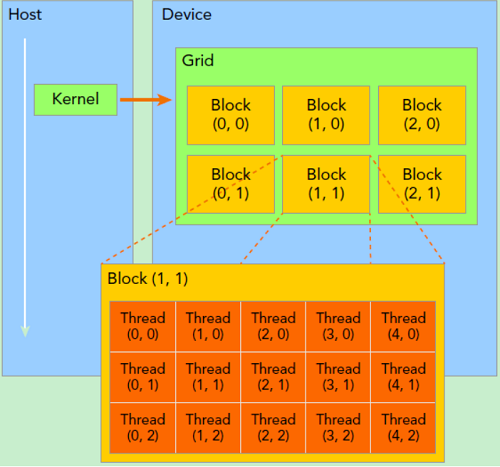 Host
Device
Grid
Kernel
Block
(0, 0)
Block
(1, 0)
Block
(2, 0)
Block
(0, 1)
Block
(1, 1)
Block
(2, 1)
Block (1, 1)
Thread
(0, 0)
Thread
(1, 0)
Thread
(2, 0)
Thread
(3, 0)
Thread
(4, 0)
Thread
(0, 1)
Thread
(1, 1)
Thread
(2, 1)
Thread
(3, 1)
Thread
(4, 1)
Thread
(0, 2)
Thread
(1, 2)
Thread
(2, 2)
Thread
(3, 2)
Thread
(4, 2)